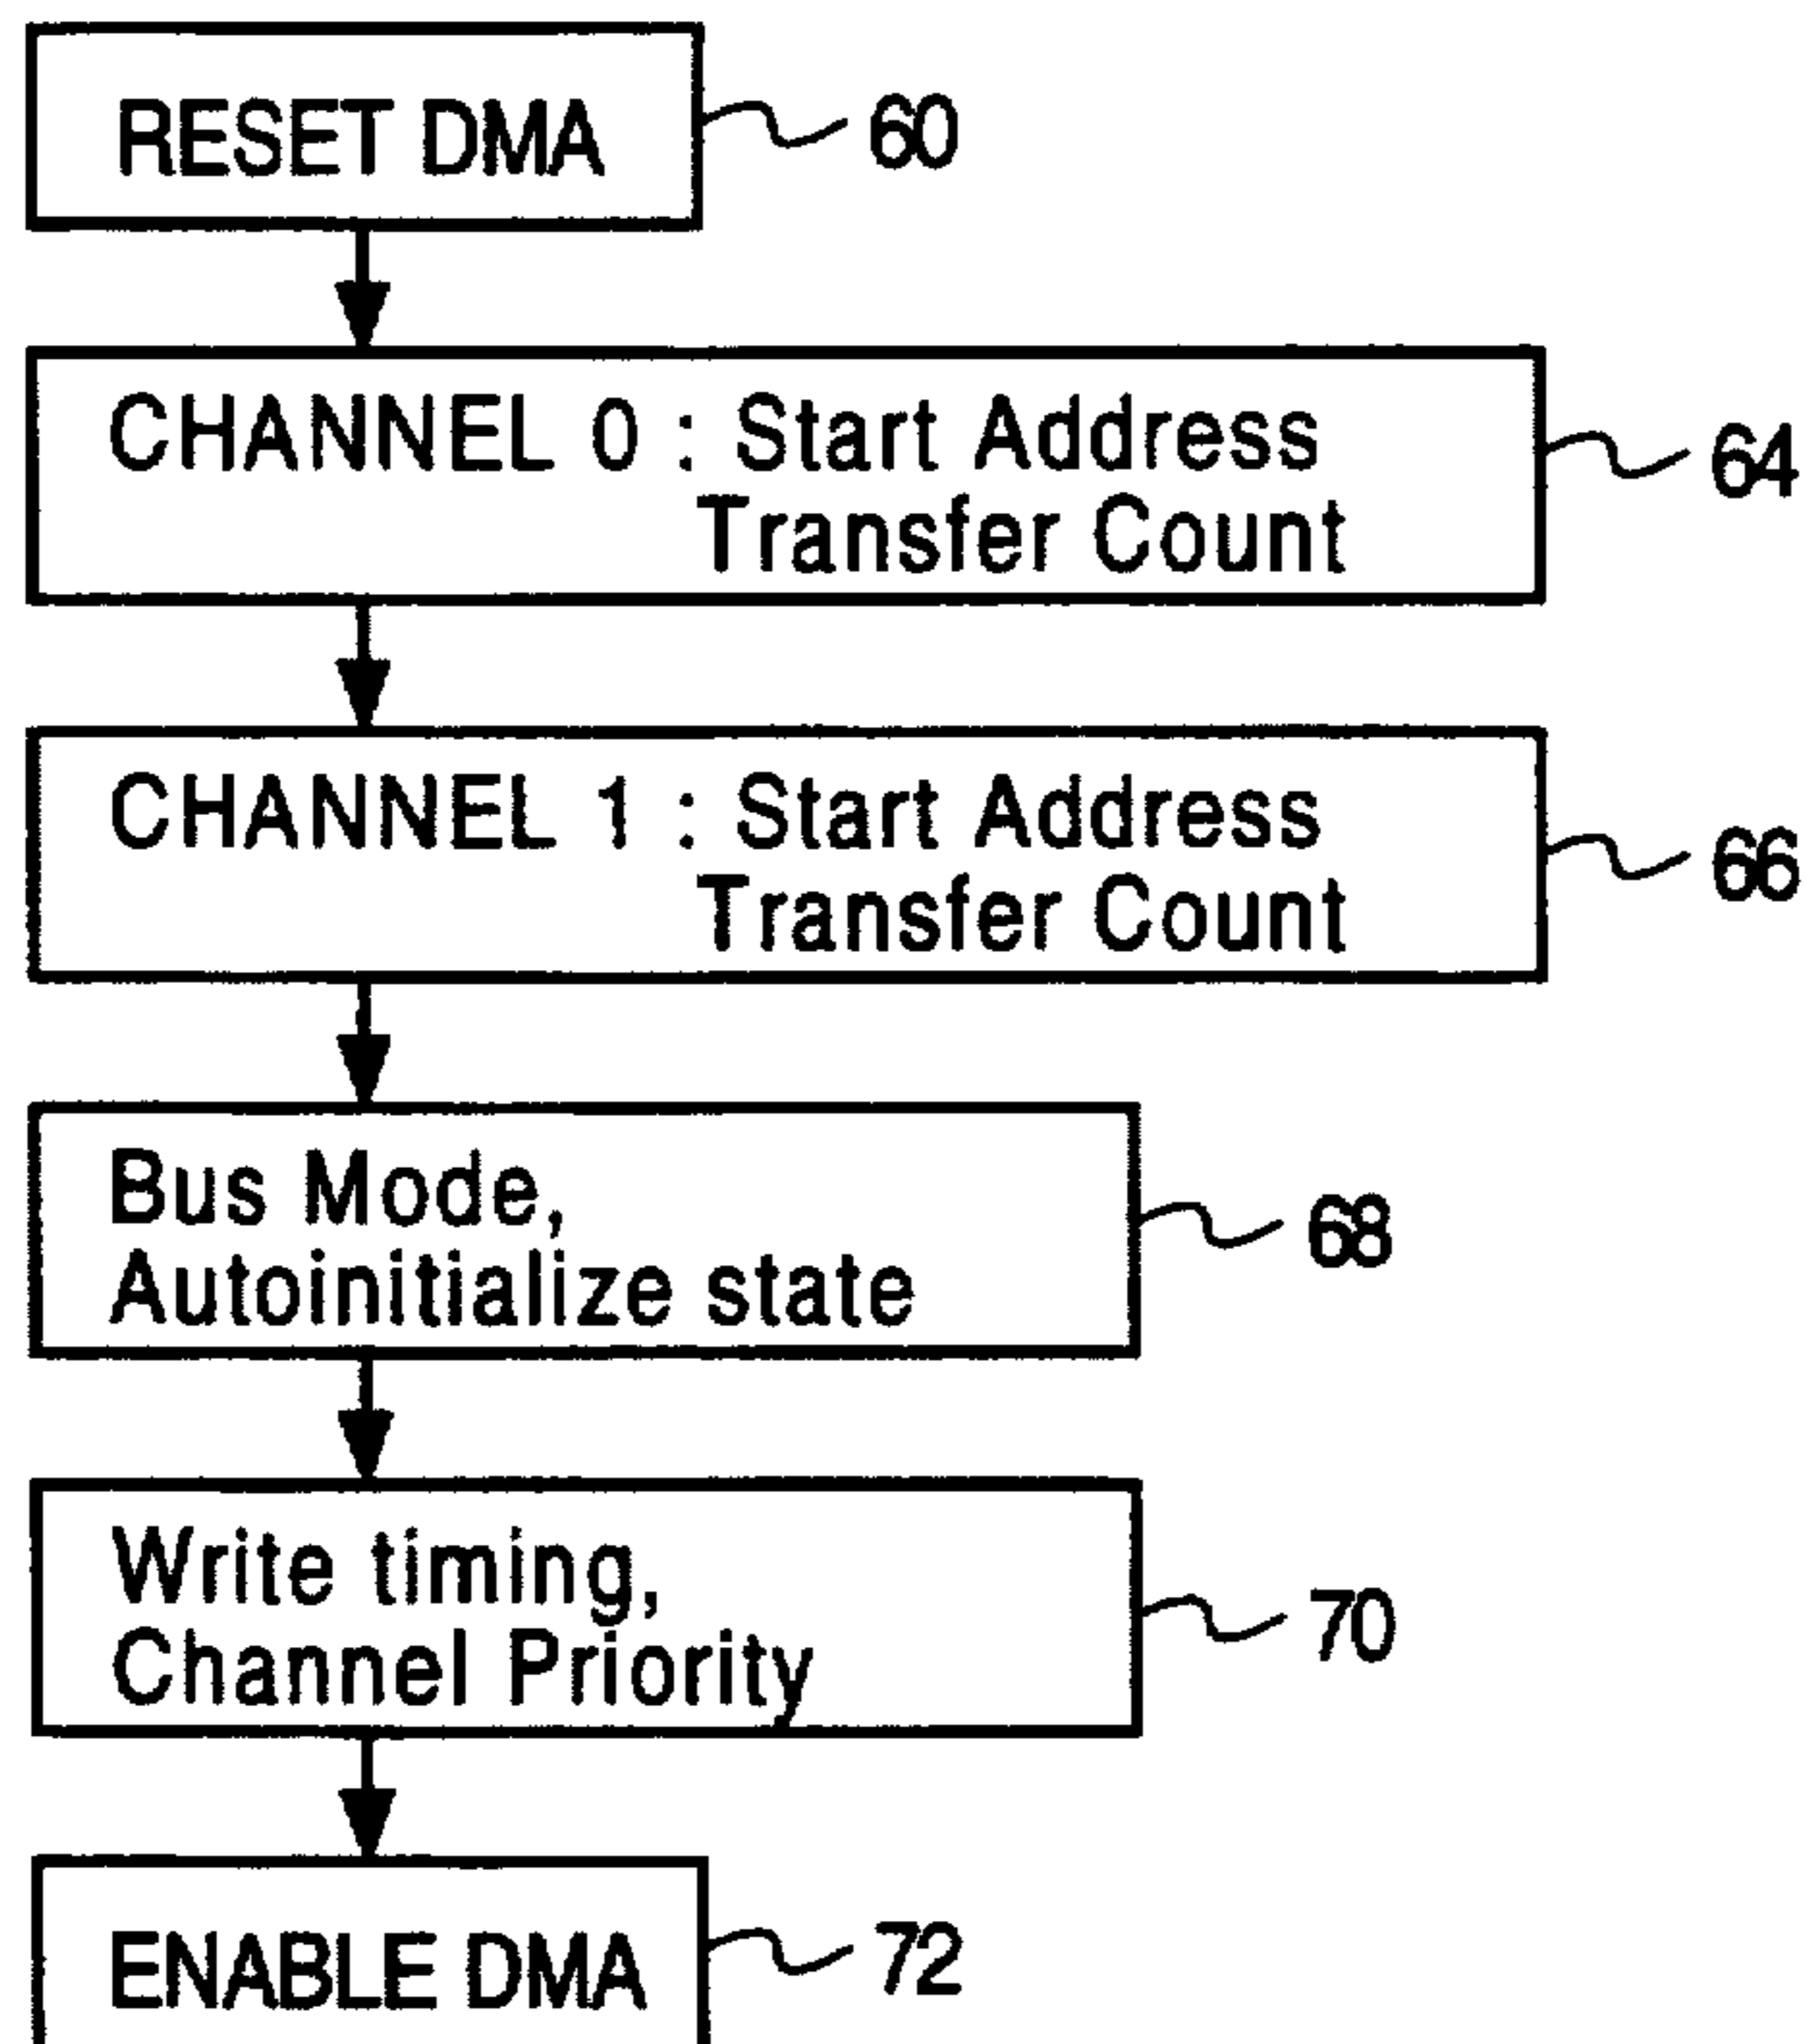 RESET DMA
60
CHANNEL 0 : Start Address
Transfer Count
64
CHANNEL 1 : Start Address
Transfer Count
66
Bus Mode,
Autoinitialize state
68
Write timing,
Channel Priority
70
ENABLE DMA
72